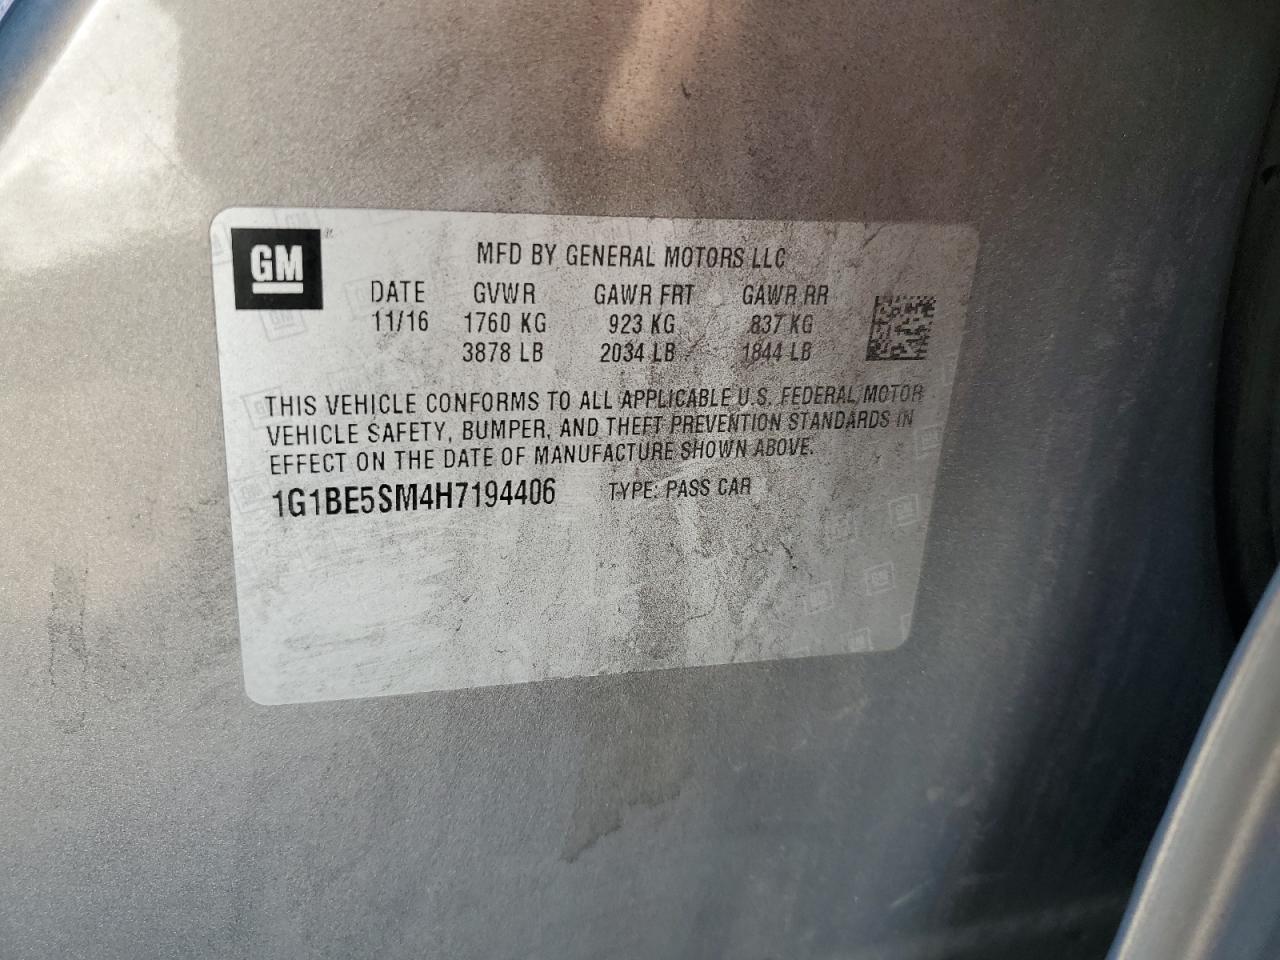 GM
MFD BY GENERAL MOTORS LLC
DATE GVWR GAWR FRT GAWR RR
11/16 1760 KG 923 KG 837 KG
3878 LB 2034 LB 1844 LB
THIS VEHICLE CONFORMS TO ALL APPLICABLE U.S. FEDERAL MOTOR
VEHICLE SAFETY, BUMPER, AND THEFT PREVENTION STANDARDS IN
EFFECT ON THE DATE OF MANUFACTURE SHOWN ABOVE.
1G1BE5SM4H7194406 TYPE: PASS CAR